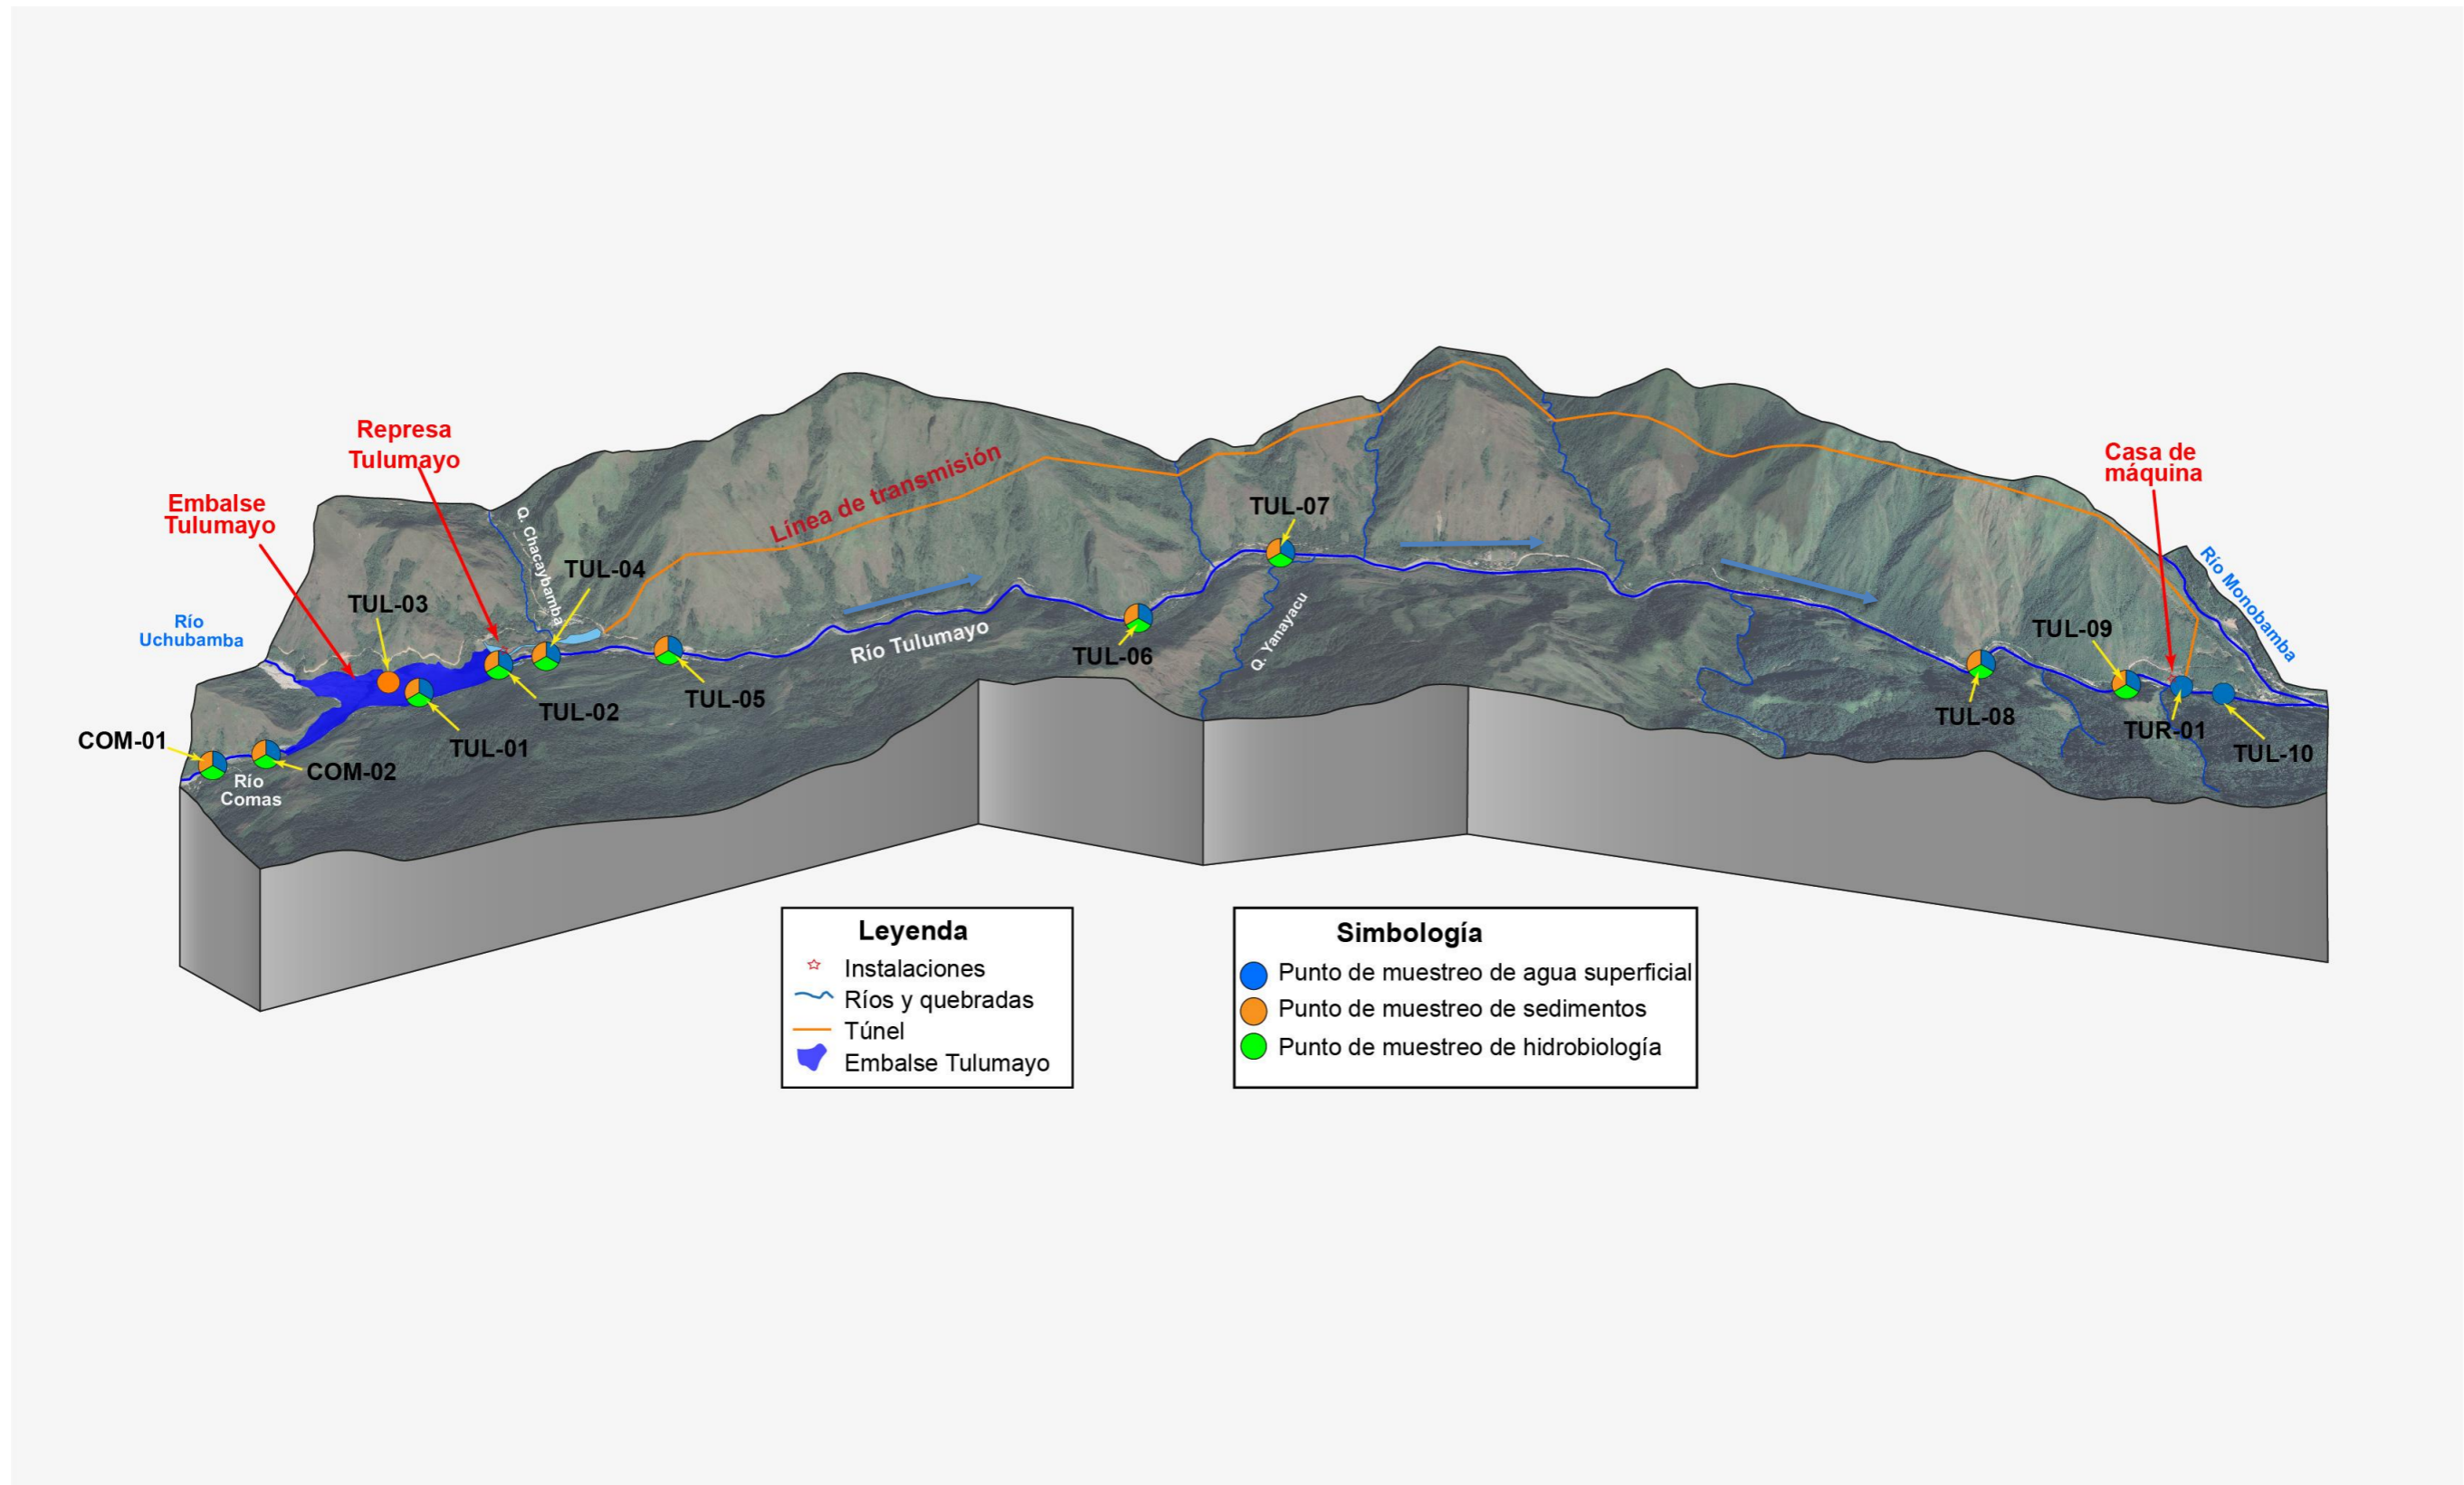 Represa
Tulumayo
Embalse
Tulumayo
Q. Chacaybamba
Línea de transmisión
TUL-07
Casa de
máquina
Río Monobamba
TUL-04
TUL-03
Río
Uchubamba
Río Tulumayo
Q. Yanayacu
TUL-09
TUL-06
TUL-05
TUL-02
TUL-08
TUR-01
TUL-01
TUL-10
COM-01
COM-02
Río
Comas
Leyenda
Instalaciones
Ríos y quebradas
Túnel
Embalse Tulumayo
Simbología
Punto de muestreo de agua superficial
Punto de muestreo de sedimentos
Punto de muestreo de hidrobiología